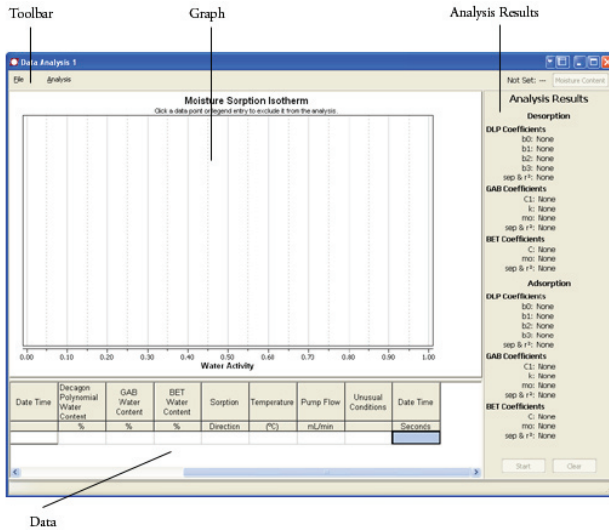 Toolbar
Graph
Analysis Results
Data Analysis 1
File Analysis
Not Set: --- Moisture Content
Moisture Sorption Isotherm
Click a data point or legend entry to exclude it from the analysis.
0.00 0.10 0.20 0.30 0.40 0.50 0.60 0.70 0.80 0.90 1.00
Water Activity
Analysis Results
Desorption
DLP Coefficients
b0: None
b1: None
b2: None
b3: None
sep & r²: None
GAB Coefficients
C1: None
k: None
mo: None
sep & r²: None
BET Coefficients
C: None
mo: None
sep & r²: None
Adsorption
DLP Coefficients
b0: None
b1: None
b2: None
b3: None
sep & r²: None
GAB Coefficients
C1: None
k: None
mo: None
sep & r²: None
BET Coefficients
C: None
mo: None
sep & r²: None
Start Clear
Date Time
Decagon
Polynomial
Water
Content
GAB
Water
Content
BET
Water
Content
Sorption
Temperature
Pump Flow
Unusual
Conditions
Date Time
% % % Direction (°C) mL/min Seconds
Data